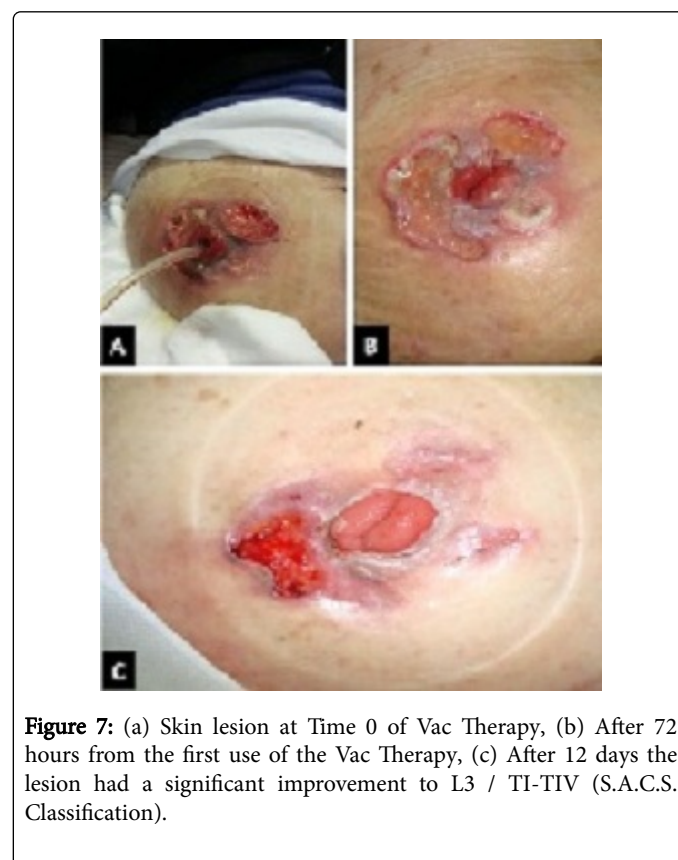 A
B
C
Figure 7: (a) Skin lesion at Time 0 of Vac Therapy, (b) After 72
hours from the first use of the Vac Therapy, (c) After 12 days the
lesion had a significant improvement to L3 / TI-TIV (S.A.C.S.
Classification).